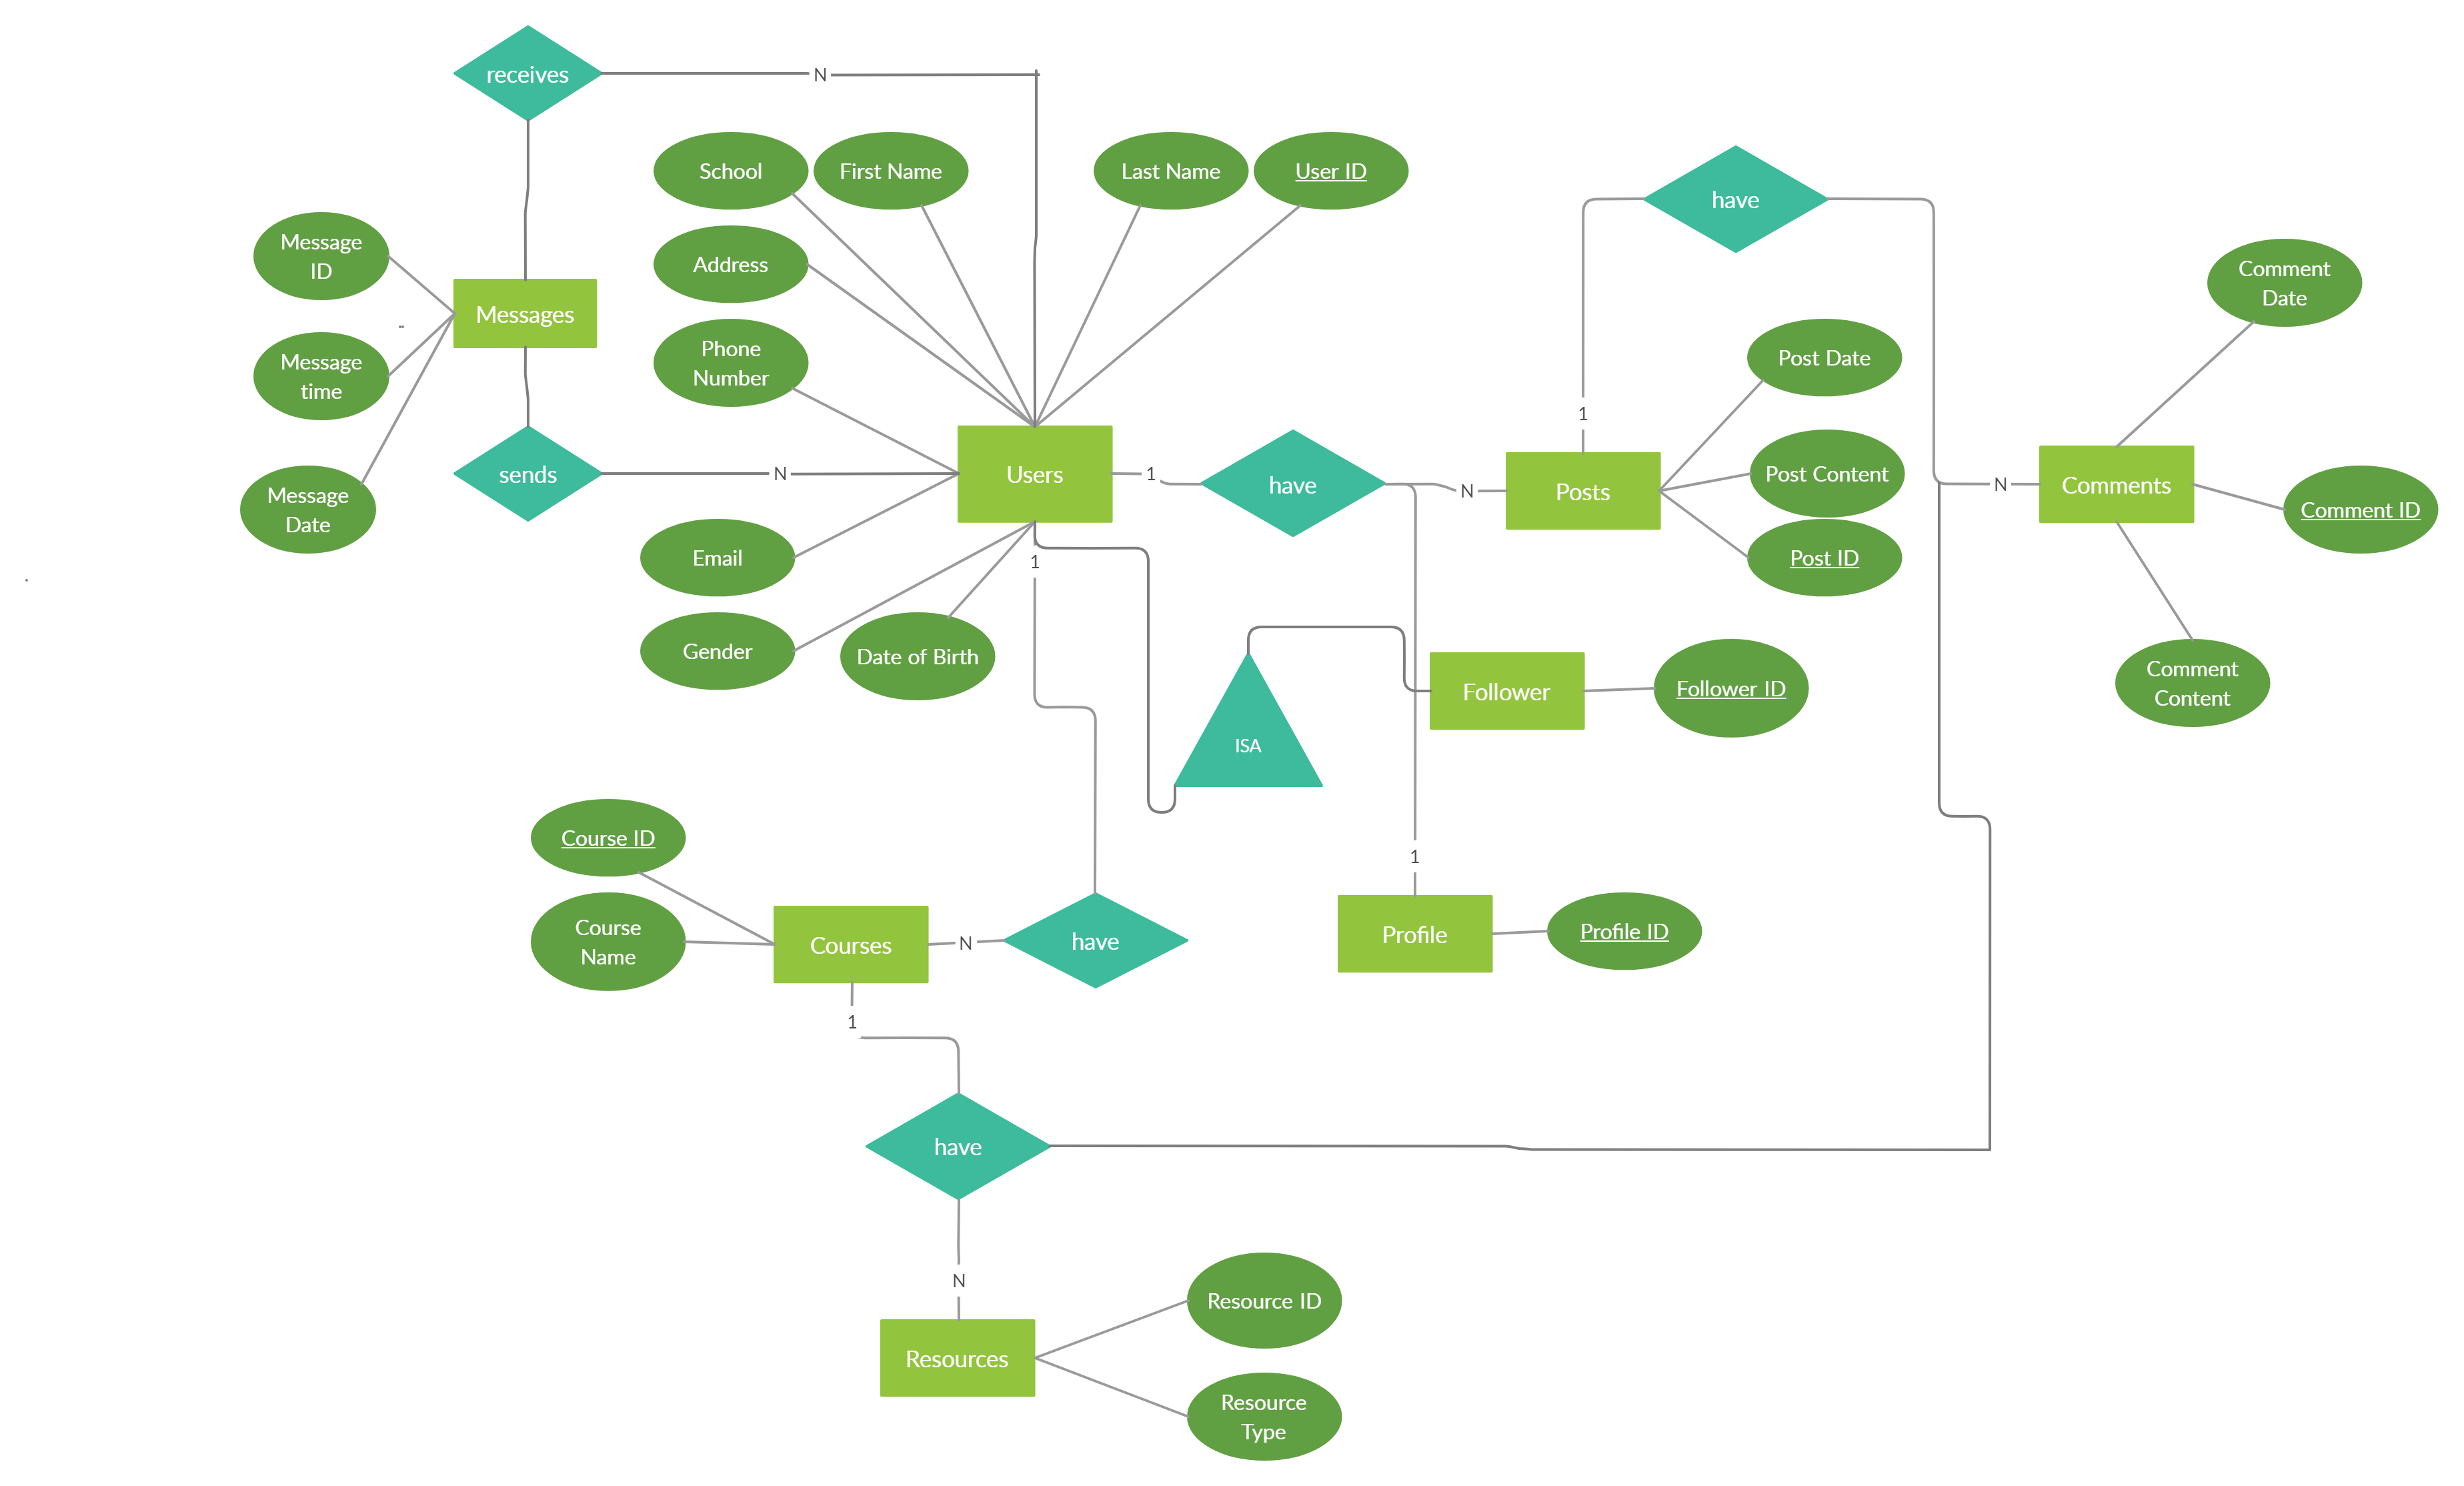 receives
N
School
First Name
Last Name
User ID
have
Message
ID
Address
Comment
Date
Messages
Phone
Number
Post Date
Message
time
1
sends
N
Users
1
have
N
Posts
Post Content
N
Comments
Message
Date
Comment ID
Email
1
Post ID
Gender
Date of Birth
Follower
Follower ID
Comment
Content
ISA
Course ID
1
Course
Name
Courses
N
have
Profile
Profile ID
1
have
N
Resource ID
Resources
Resource
Type